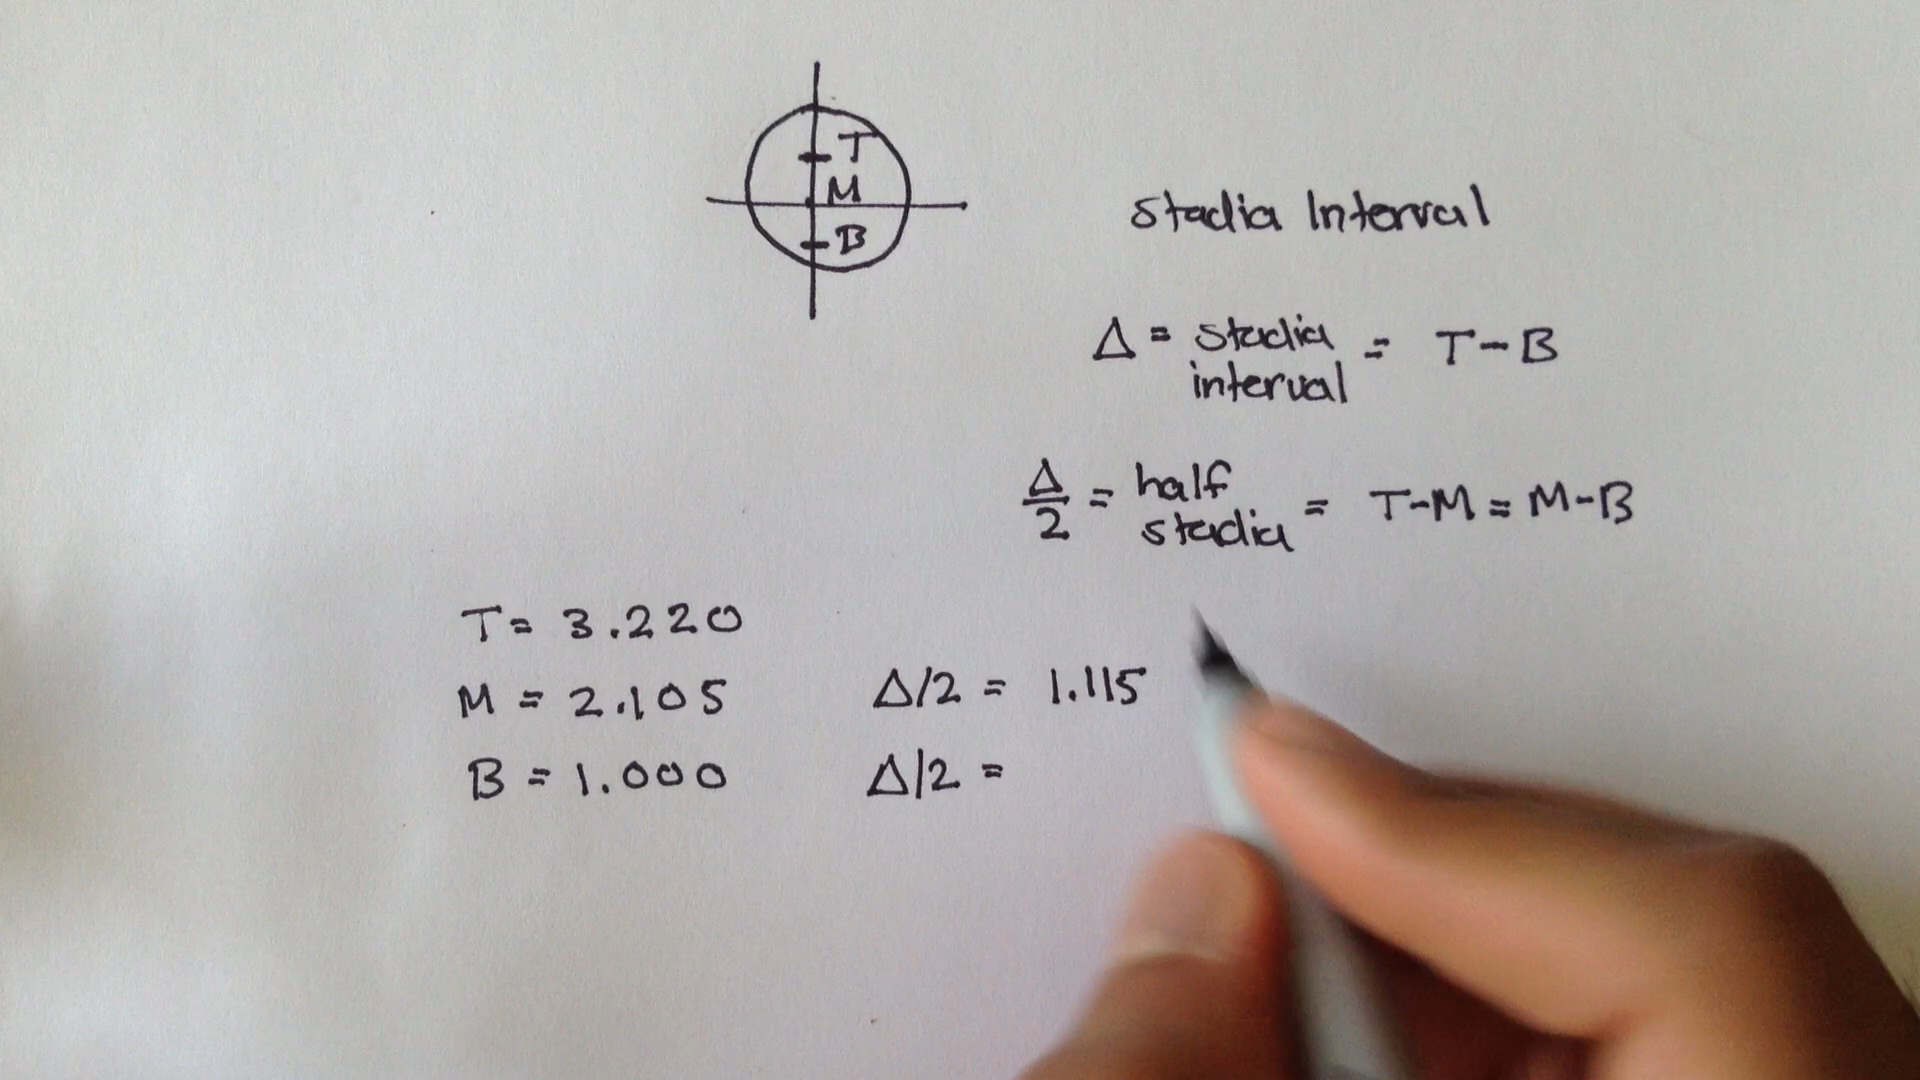 T
M
B
Stadia Interval
Δ = stadia interval = T-B
Δ/2 = half stadia = T-M = M-B
T = 3.220
M = 2.105 Δ/2 = 1.115
B = 1.000 Δ/2 =